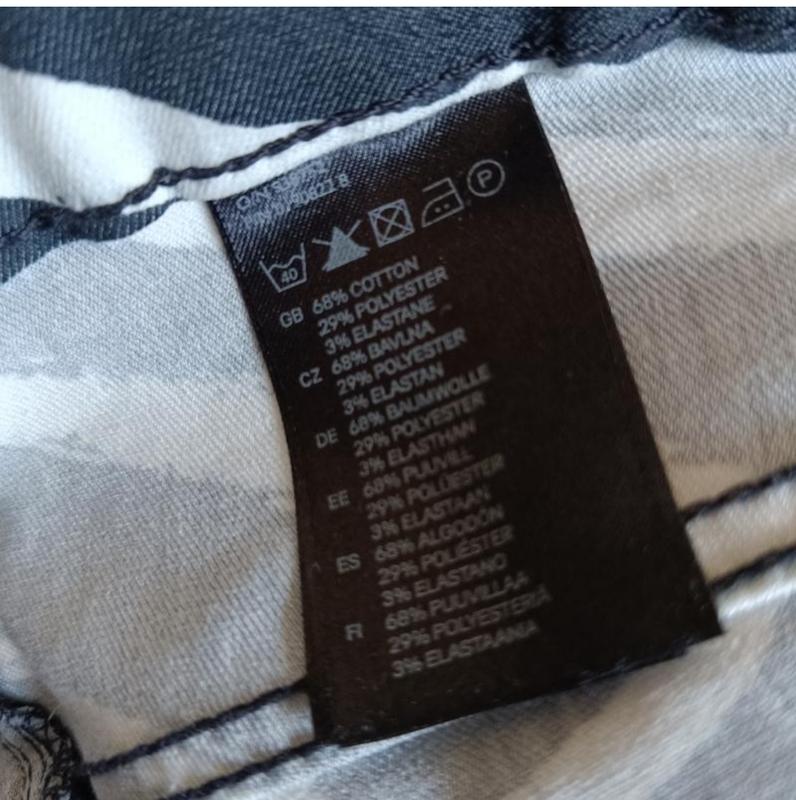 40
P
GB 68% COTTON
29% POLYESTER
3% ELASTANE
CZ 68% BAVLNA
29% POLYESTER
3% ELASTAN
DE 68% BAUMWOLLE
29% POLYESTER
3% ELASTHAN
EE 68% PUUVILL
29% POLÜESTER
3% ELASTAAN
ES 68% ALGODÓN
29% POLIÉSTER
3% ELASTANO
FI 68% PUUVILLAA
29% POLYESTERIA
3% ELASTAANIA